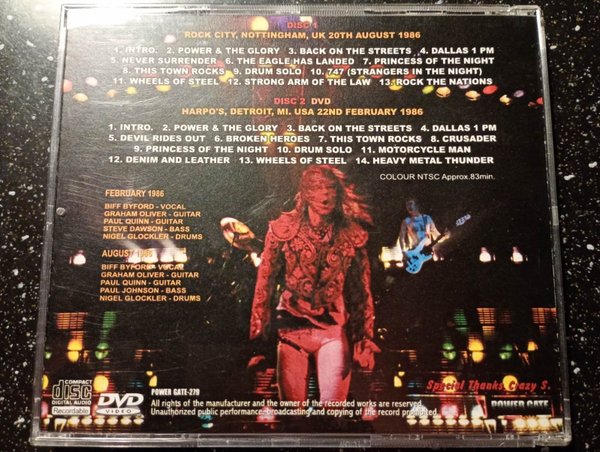 DISC 1
ROCK CITY, NOTTINGHAM, UK 20TH AUGUST 1986
1. INTRO. 2. POWER & THE GLORY 3. BACK ON THE STREETS 4. DALLAS 1 PM
5. NEVER SURRENDER 6. THE EAGLE HAS LANDED 7. PRINCESS OF THE NIGHT
8. THIS TOWN ROCKS 9. DRUM SOLO 10. 747 (STRANGERS IN THE NIGHT)
11. WHEELS OF STEEL 12. STRONG ARM OF THE LAW 13. ROCK THE NATIONS
DISC 2 DVD
HARPO'S, DETROIT, MI. USA 22ND FEBRUARY 1986
1. INTRO. 2. POWER & THE GLORY 3. BACK ON THE STREETS 4. DALLAS 1 PM
5. DEVIL RIDES OUT 6. BROKEN HEROES 7. THIS TOWN ROCKS 8. CRUSADER
9. PRINCESS OF THE NIGHT 10. DRUM SOLO 11. MOTORCYCLE MAN
12. DENIM AND LEATHER 13. WHEELS OF STEEL 14. HEAVY METAL THUNDER
COLOUR NTSC Approx.83min.
FEBRUARY 1986
BIFF BYFORD - VOCAL
GRAHAM OLIVER - GUITAR
PAUL QUINN - GUITAR
STEVE DAWSON - BASS
NIGEL GLOCKLER - DRUMS
AUGUST 1986
BIFF BYFORD - VOCAL
GRAHAM OLIVER - GUITAR
PAUL QUINN - GUITAR
PAUL JOHNSON - BASS
NIGEL GLOCKLER - DRUMS
Special Thanks Crazy S.
COMPACT
disc
DIGITAL AUDIO
Recordable
DVD
VIDEO
POWER GATE-270
All rights of the manufacturer and the owner of the recorded works are reserved.
Unauthorized public performance, broadcasting and copying of the record prohibited.
POWER GATE